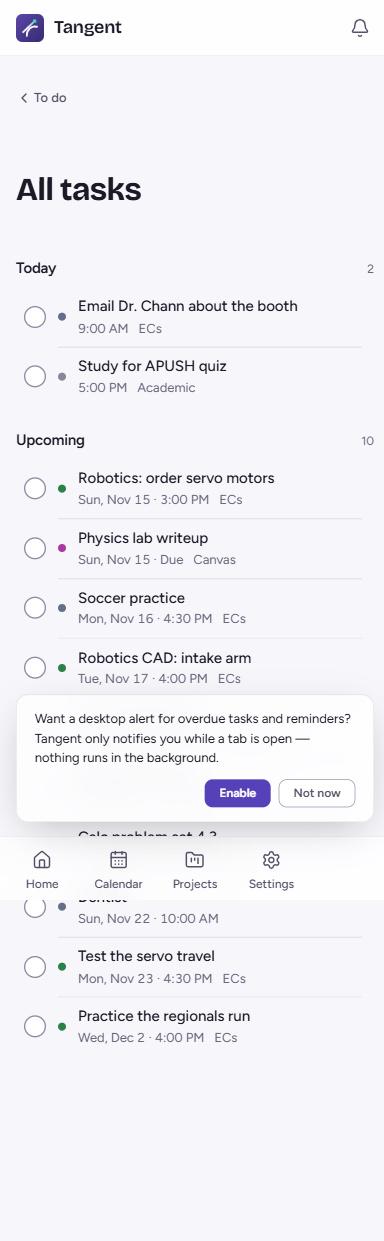 Tangent
To do
All tasks
Today 2
Email Dr. Chann about the booth
9:00 AM ECs
Study for APUSH quiz
5:00 PM Academic
Upcoming 10
Robotics: order servo motors
Sun, Nov 15 · 3:00 PM ECs
Physics lab writeup
Sun, Nov 15 · Due Canvas
Soccer practice
Mon, Nov 16 · 4:30 PM ECs
Robotics CAD: intake arm
Tue, Nov 17 · 4:00 PM ECs
Want a desktop alert for overdue tasks and reminders?
Tangent only notifies you while a tab is open —
nothing runs in the background.
Enable Not now
Home Calendar Projects Settings
Dentist
Sun, Nov 22 · 10:00 AM
Test the servo travel
Mon, Nov 23 · 4:30 PM ECs
Practice the regionals run
Wed, Dec 2 · 4:00 PM ECs